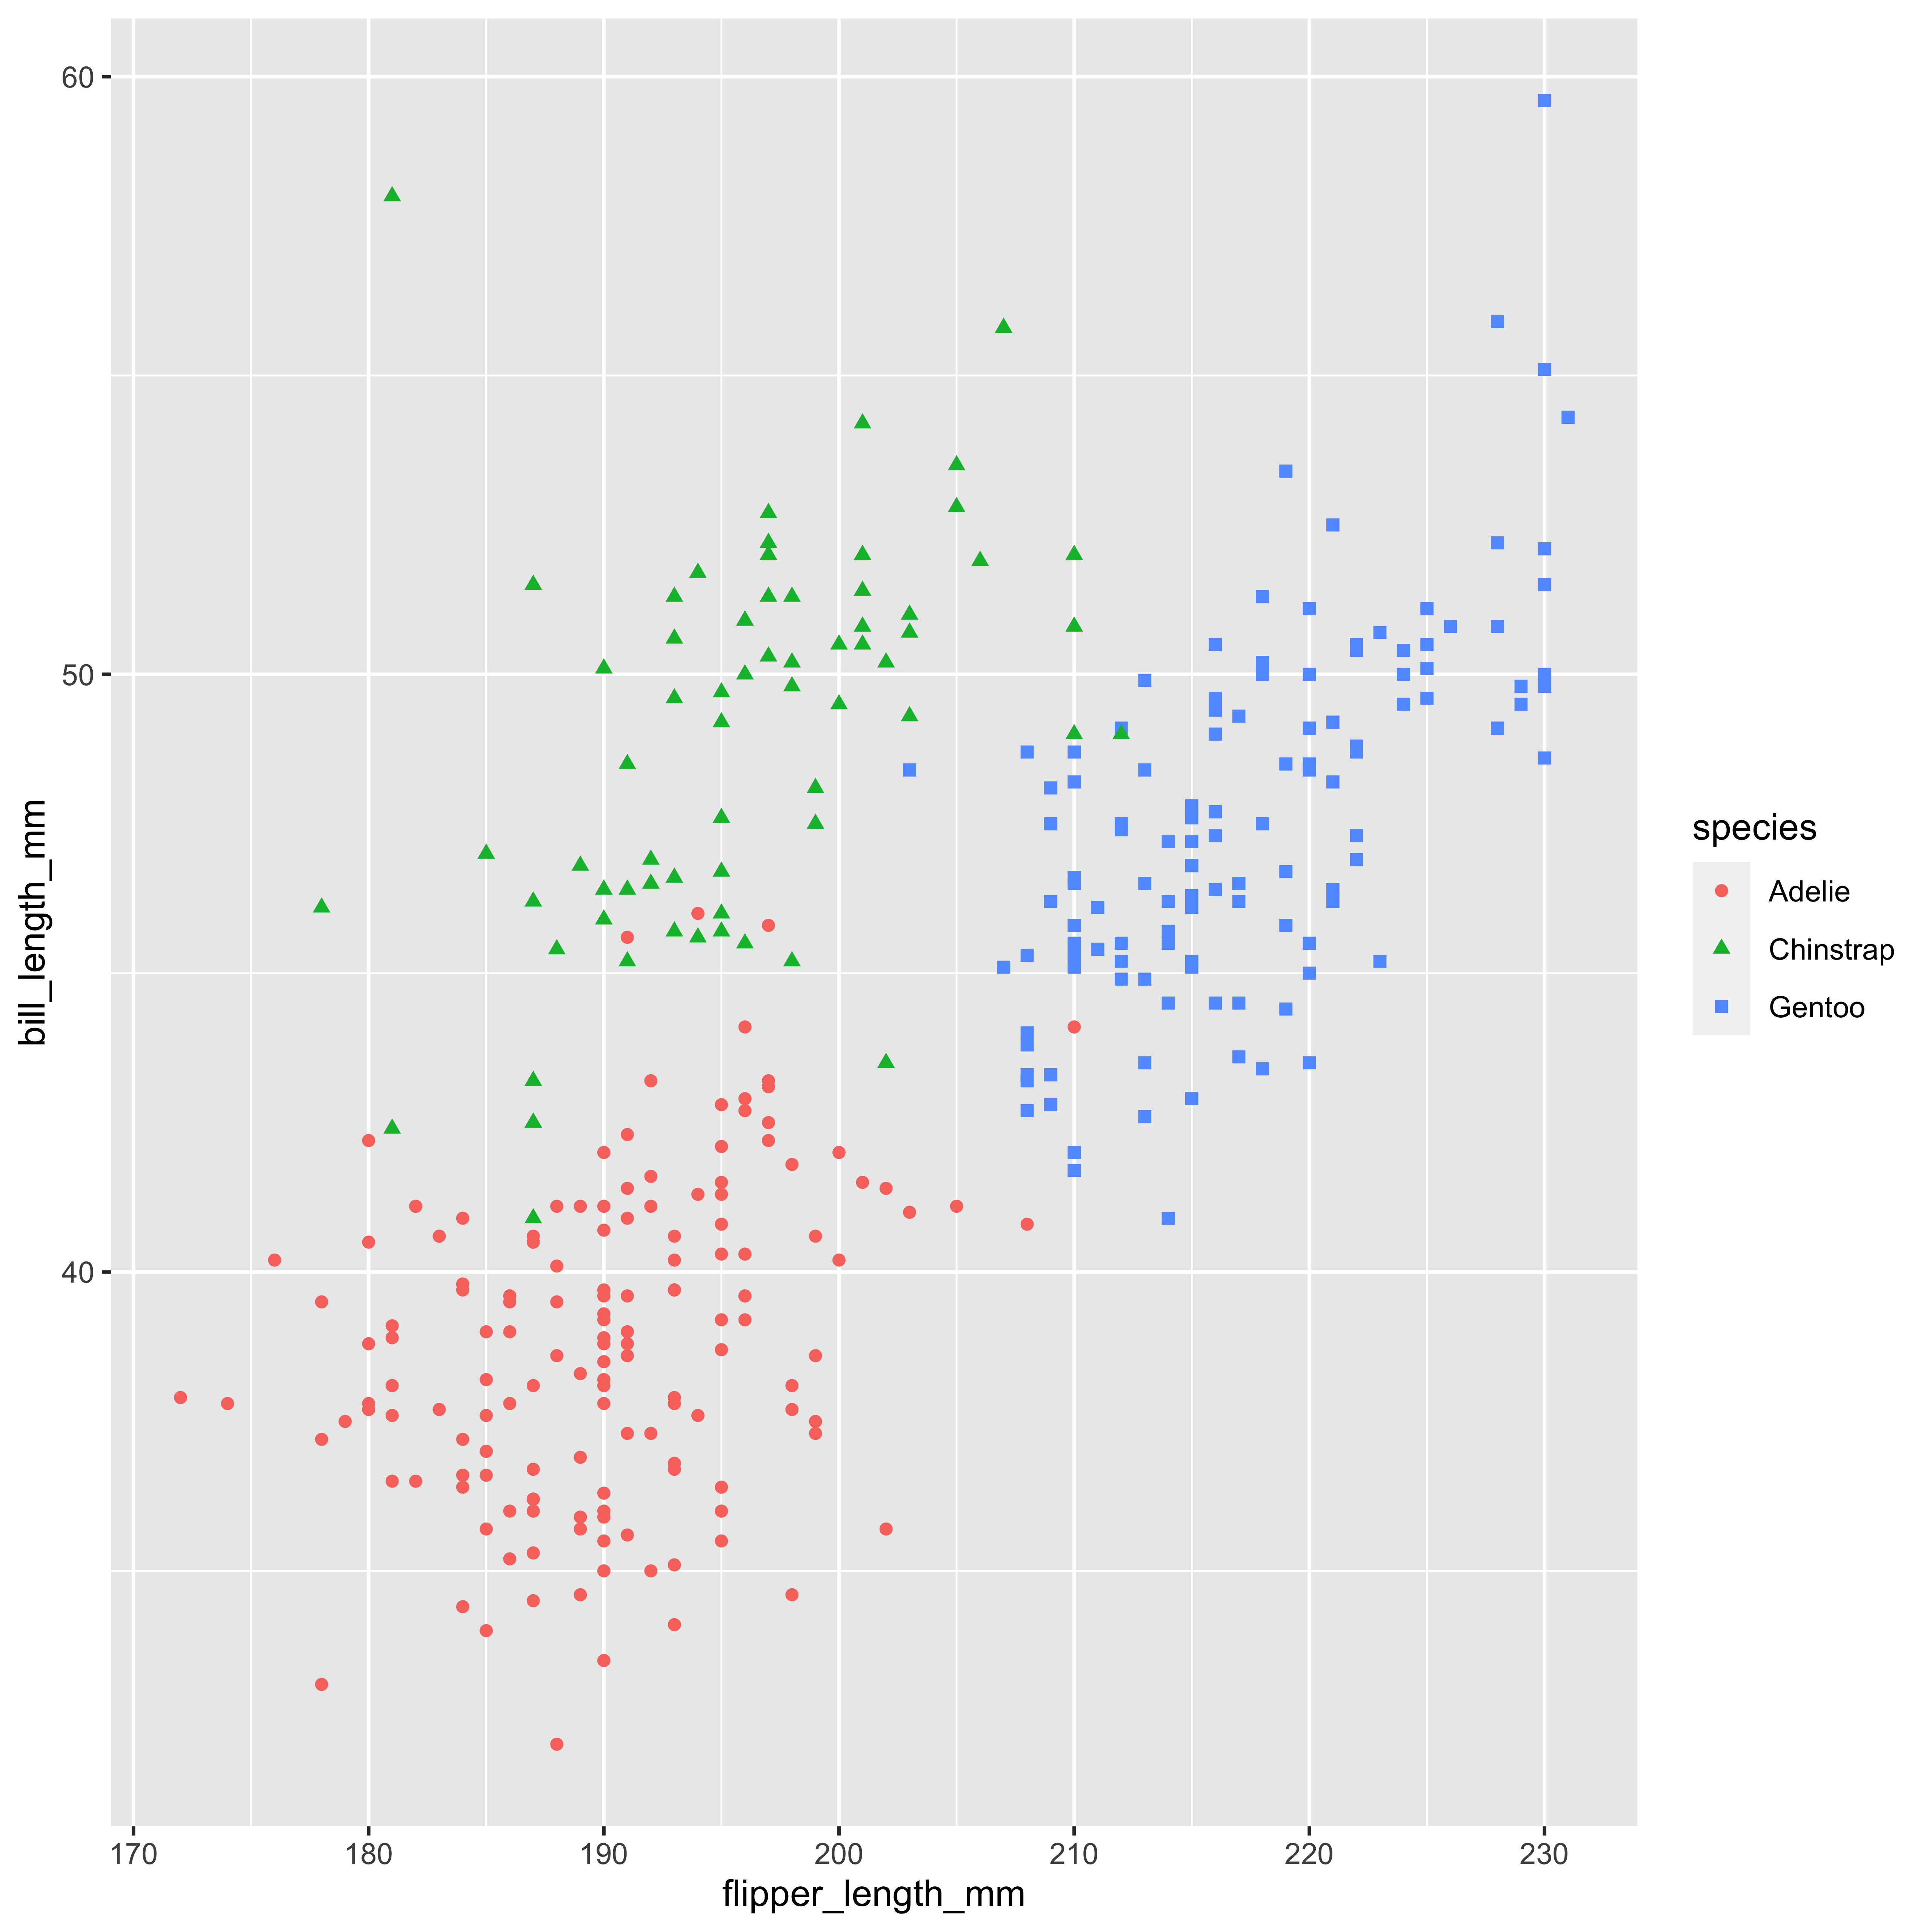 60
50
40
bill_length_mm
170 180 190 200 210 220 230
flipper_length_mm
species
Adelie
Chinstrap
Gentoo